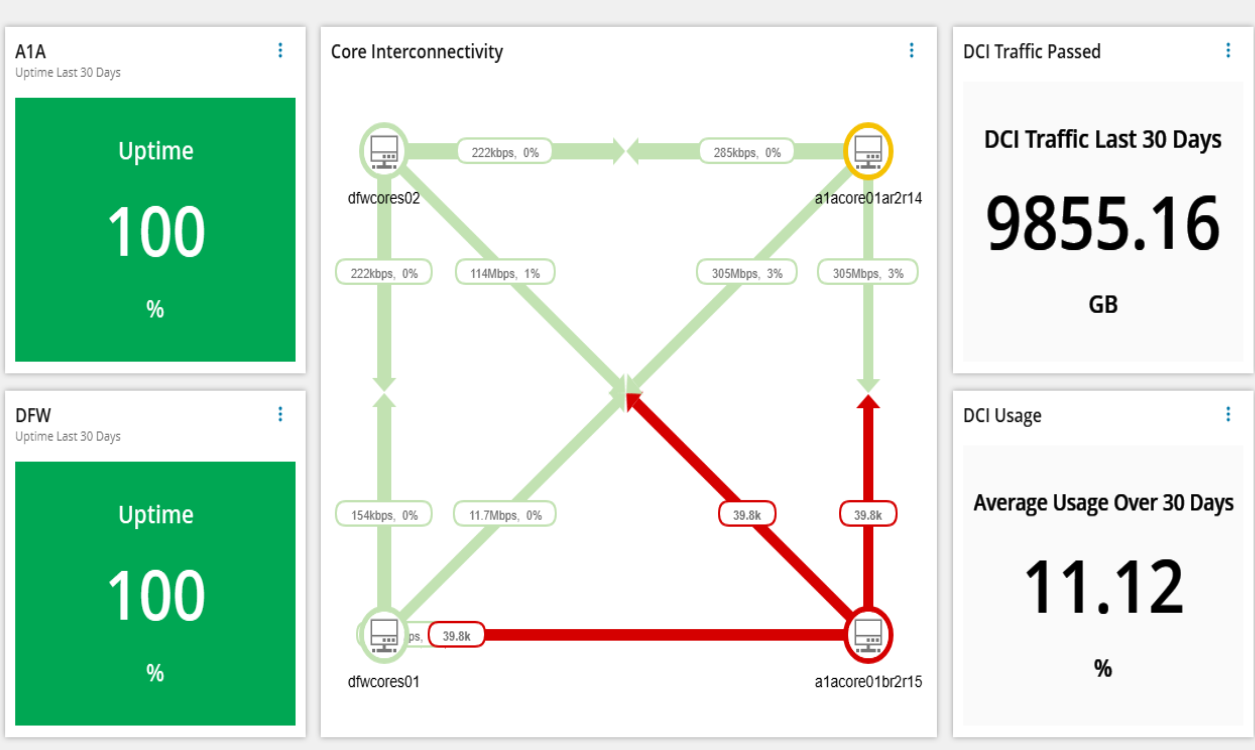 A1A
Uptime Last 30 Days
Uptime
100
%
DFW
Uptime Last 30 Days
Uptime
100
%
Core Interconnectivity
222kbps, 0%
285kbps, 0%
dfwcores02
a1acore01ar2r14
222kbps, 0%
114Mbps, 1%
305Mbps, 3%
305Mbps, 3%
154kbps, 0%
11.7Mbps, 0%
39.8k
39.8k
ps,
39.8k
dfwcores01
a1acore01br2r15
DCI Traffic Passed
DCI Traffic Last 30 Days
9855.16
GB
DCI Usage
Average Usage Over 30 Days
11.12
%